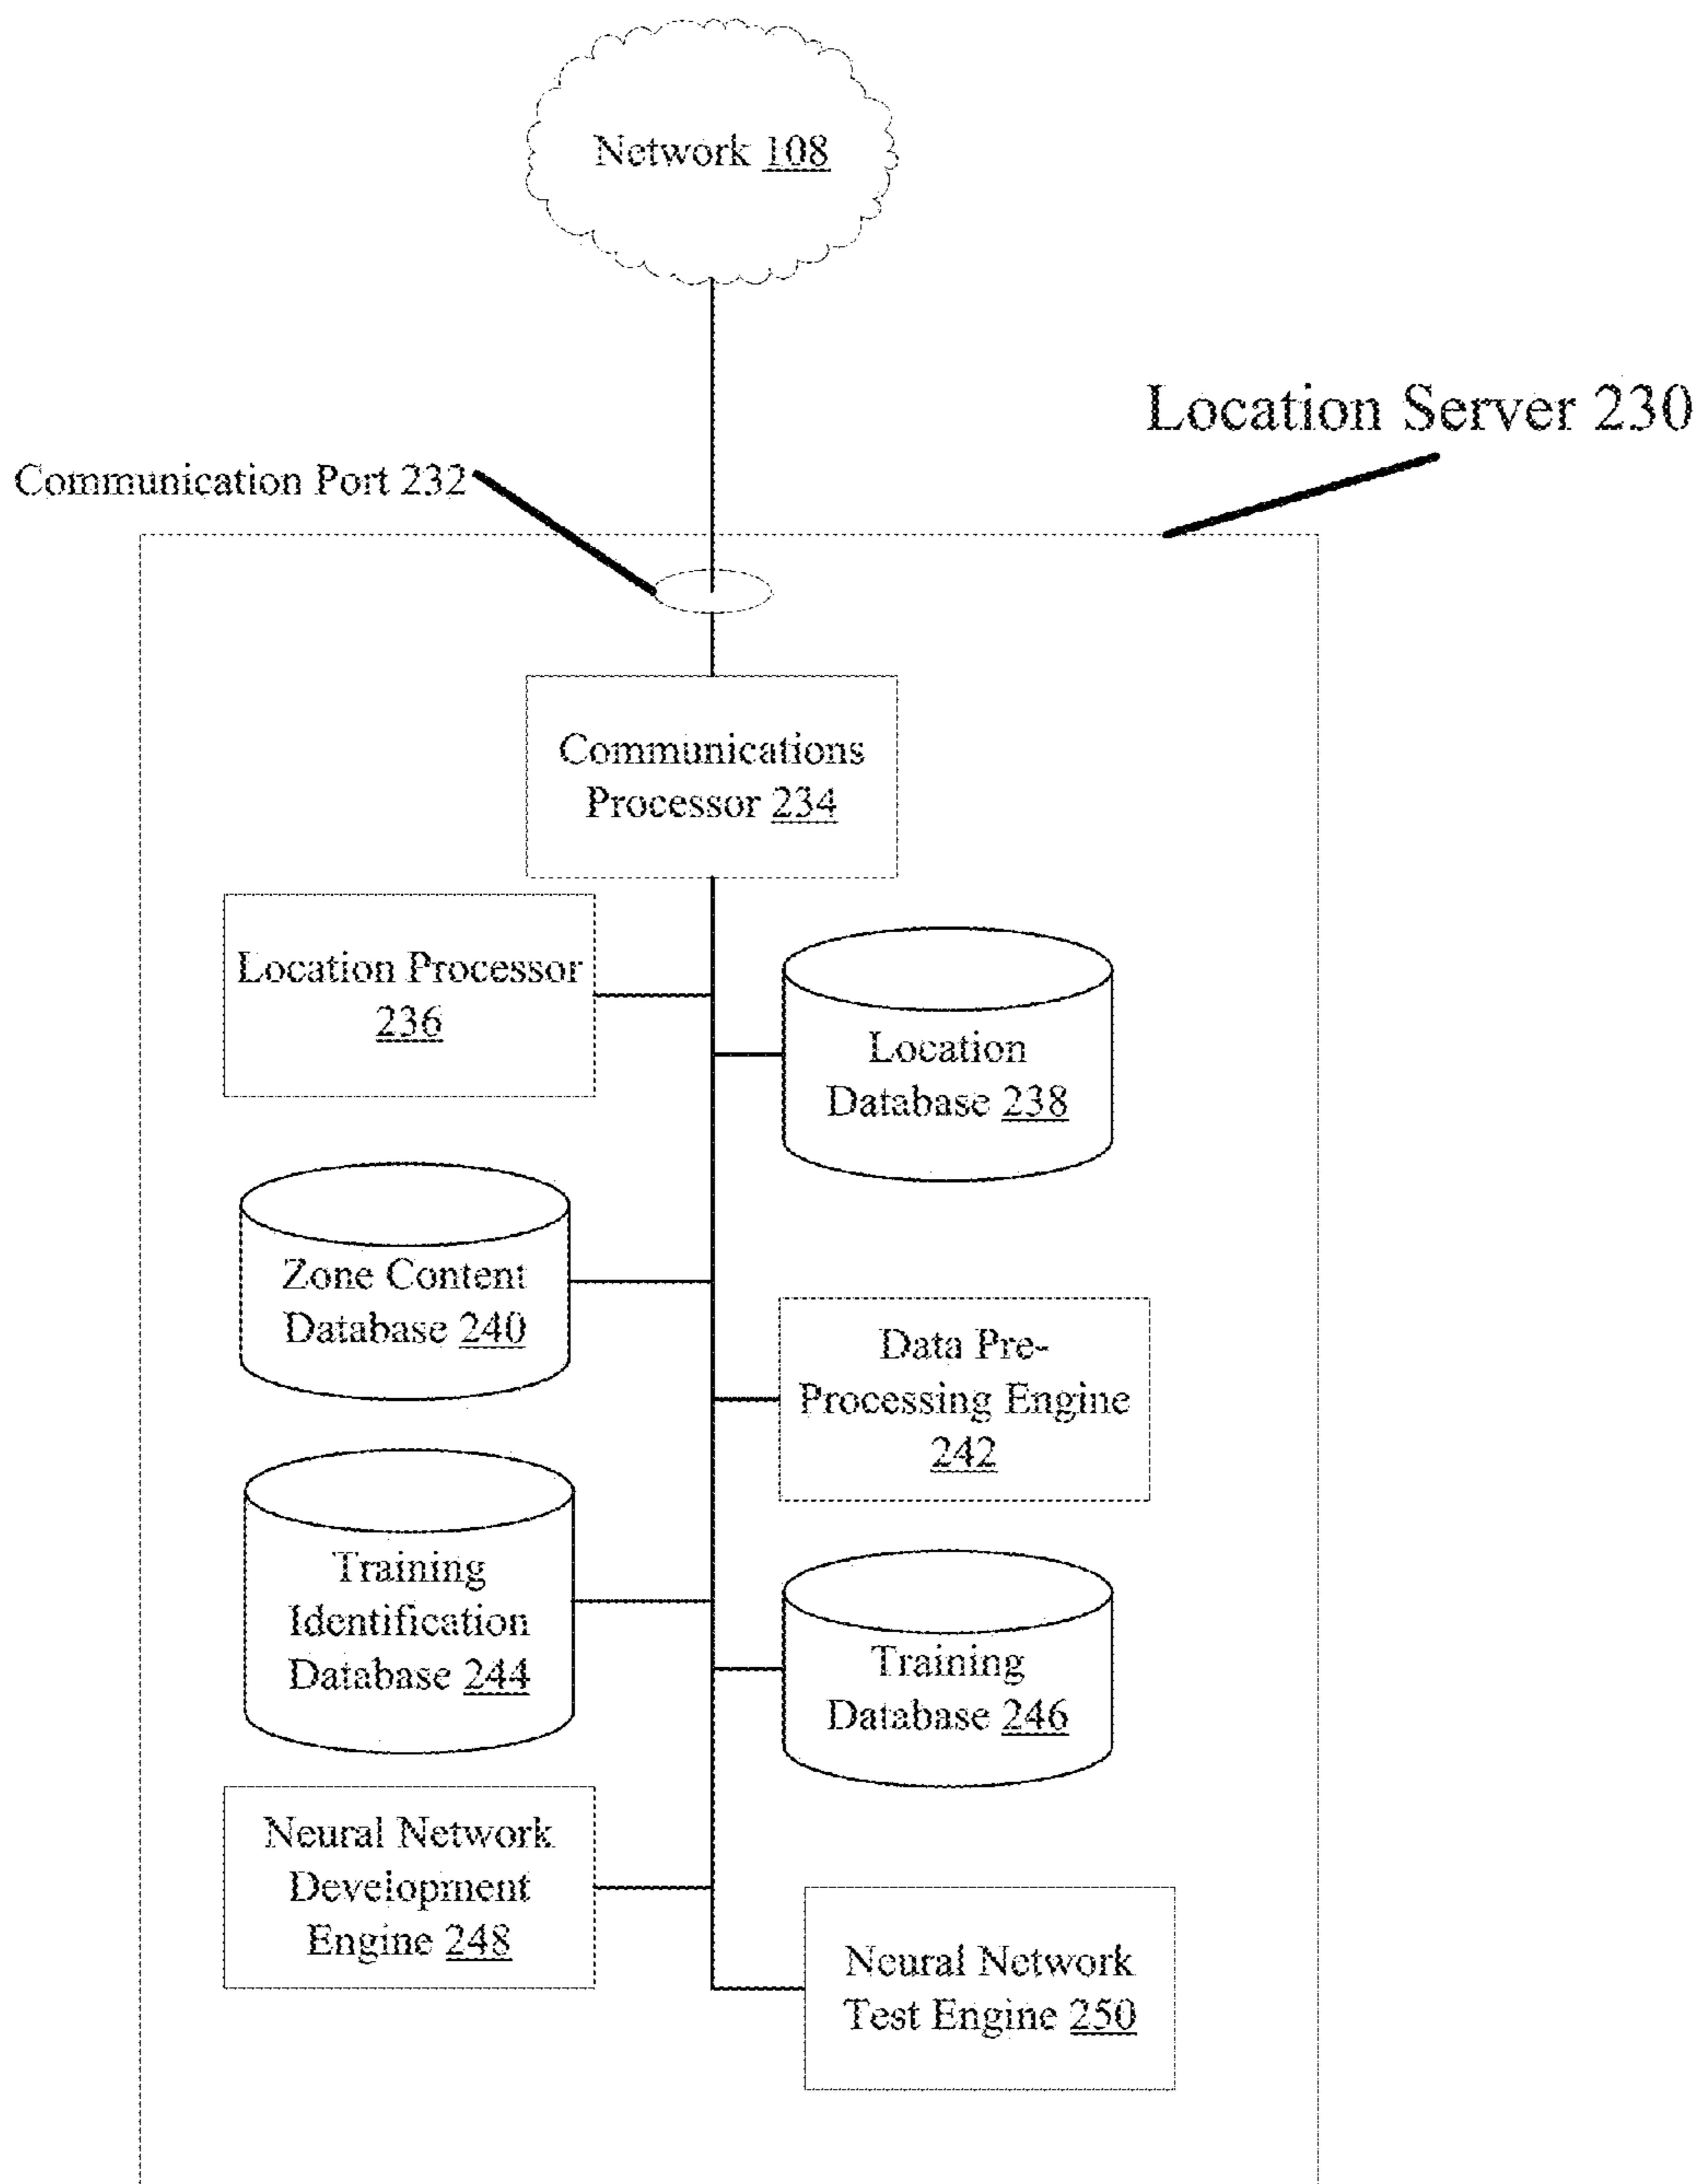 Network 108
Location Server 230
Communication Port 232
Communications
Processor 234
Location Processor
236
Location
Database 238
Zone Content
Database 240
Data Pre-
Processing Engine
242
Training
Identification
Database 244
Training
Database 246
Neural Network
Development
Engine 248
Neural Network
Test Engine 250